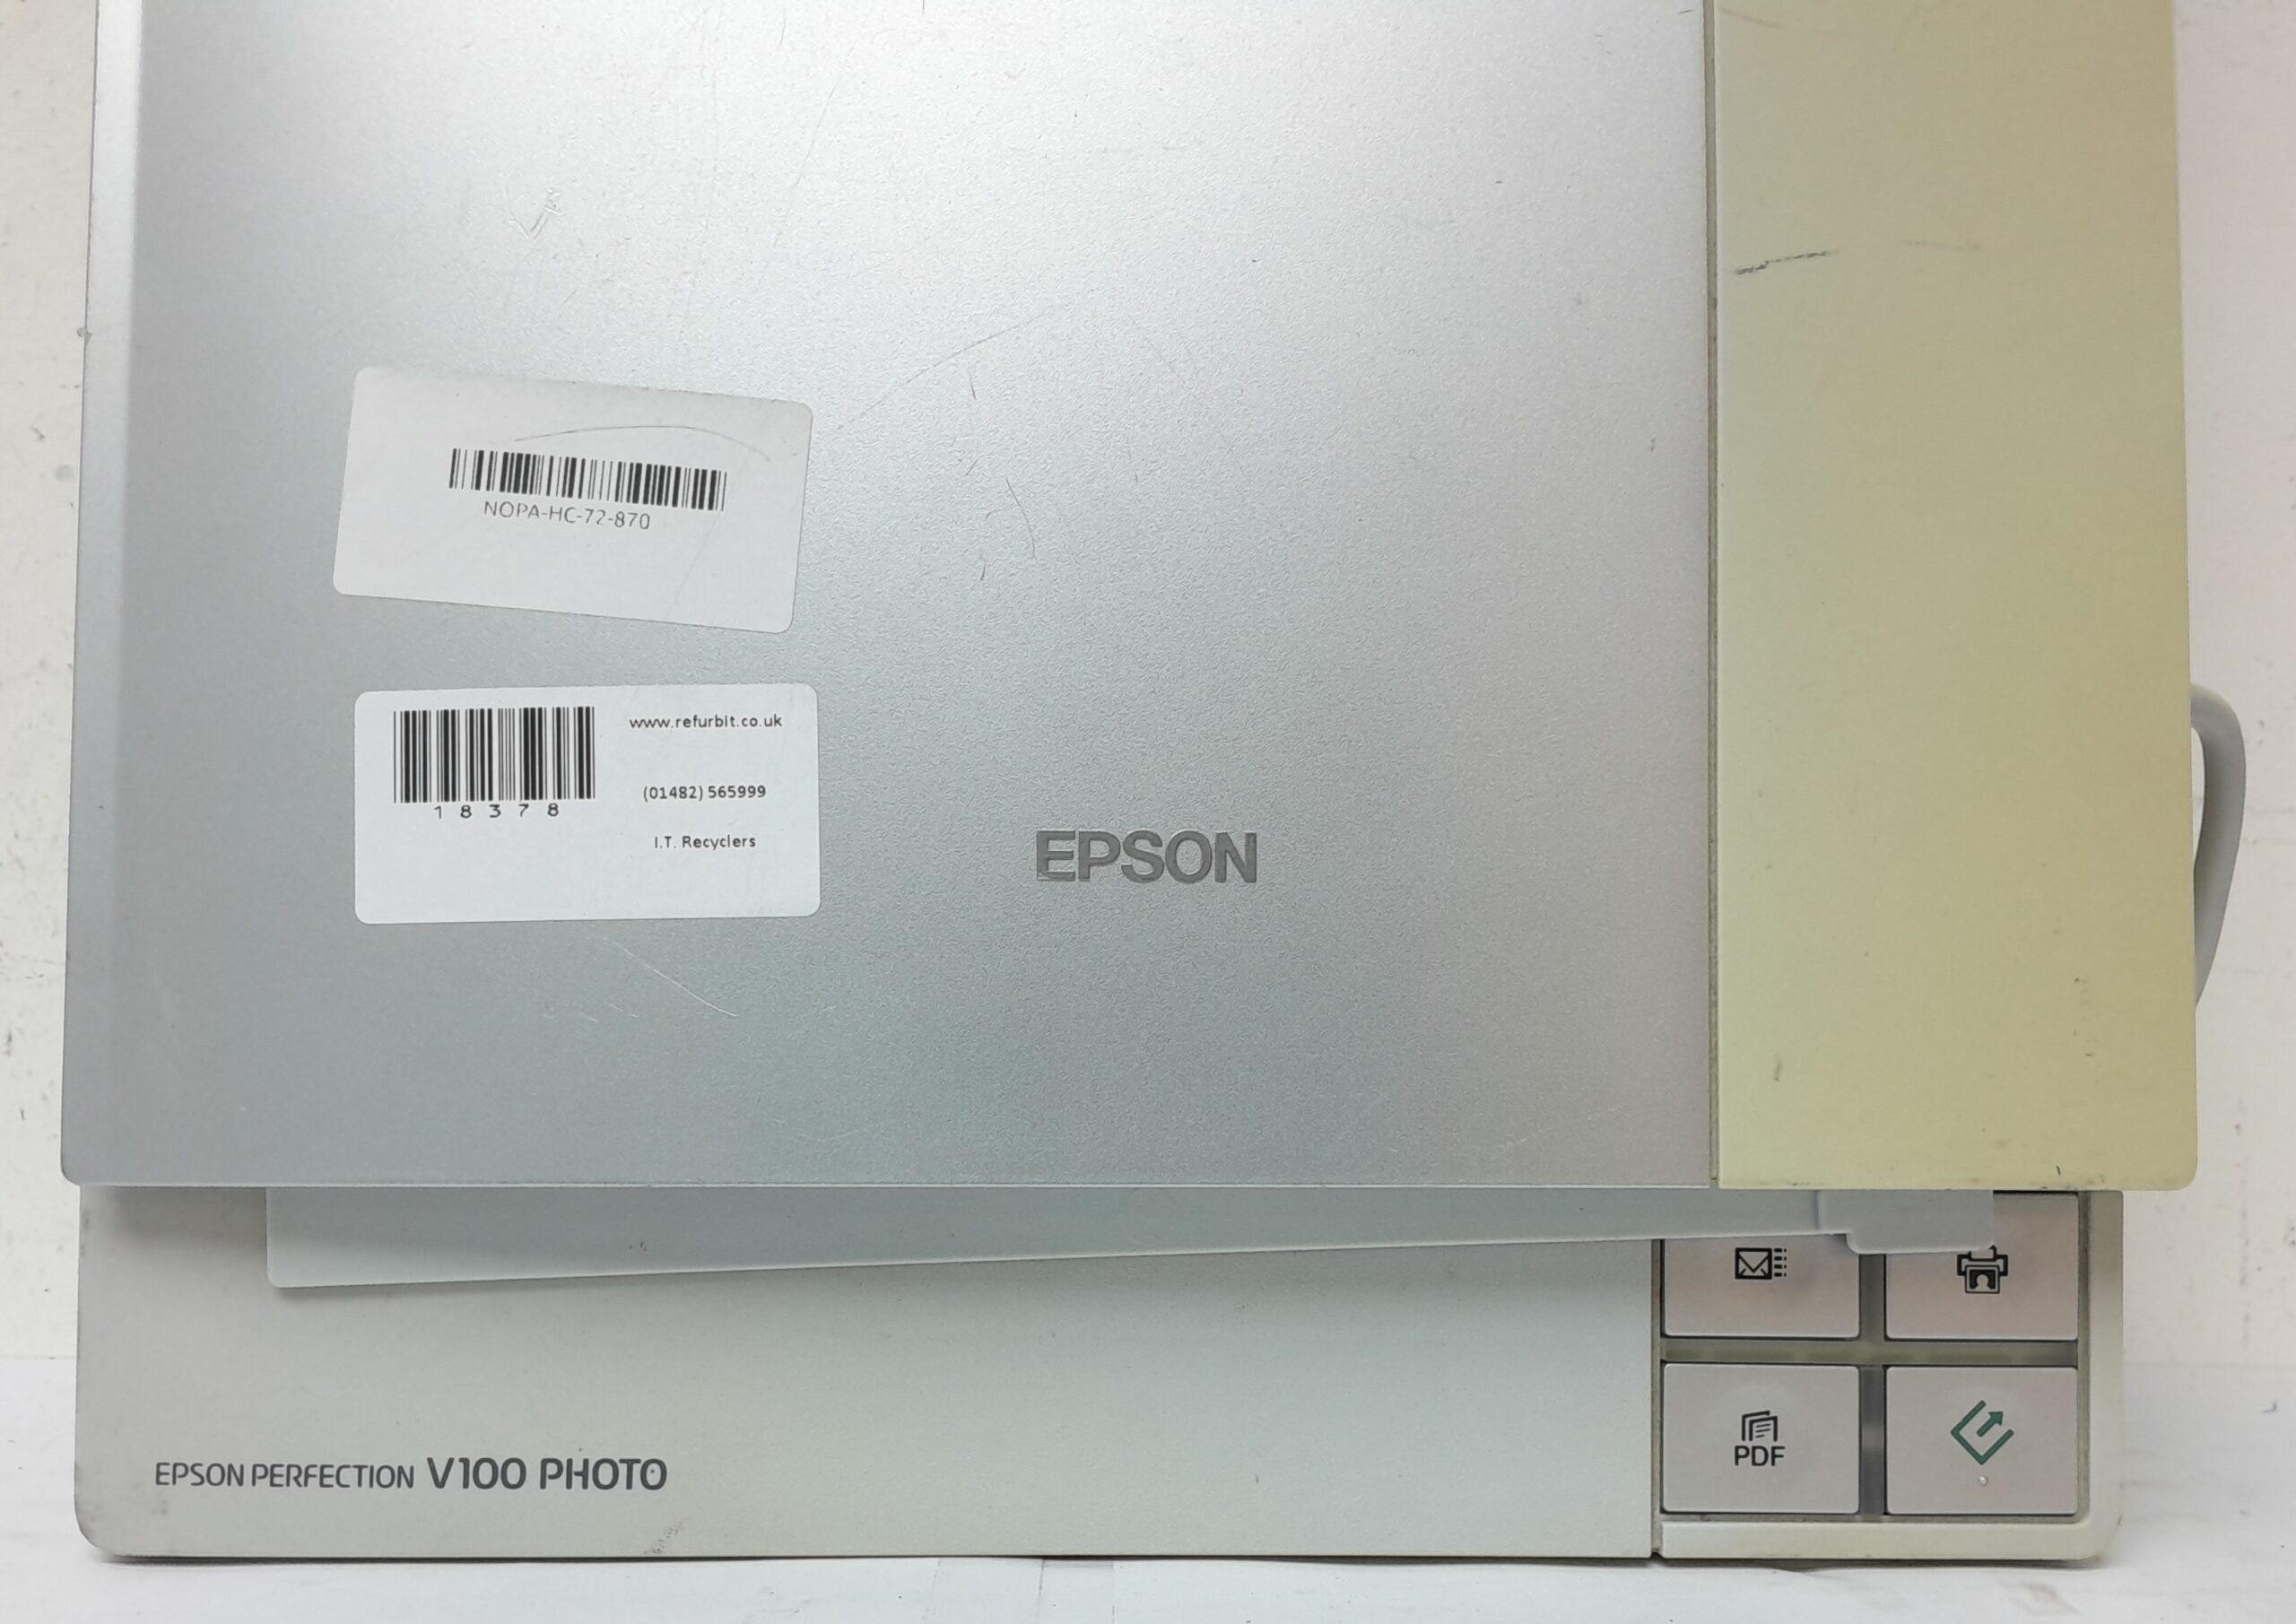 NOPA-HC-72-870
www.refurbit.co.uk
18378
(01482) 565999
I.T. Recyclers
EPSON
PDF
EPSON PERFECTION V100 PHOTO